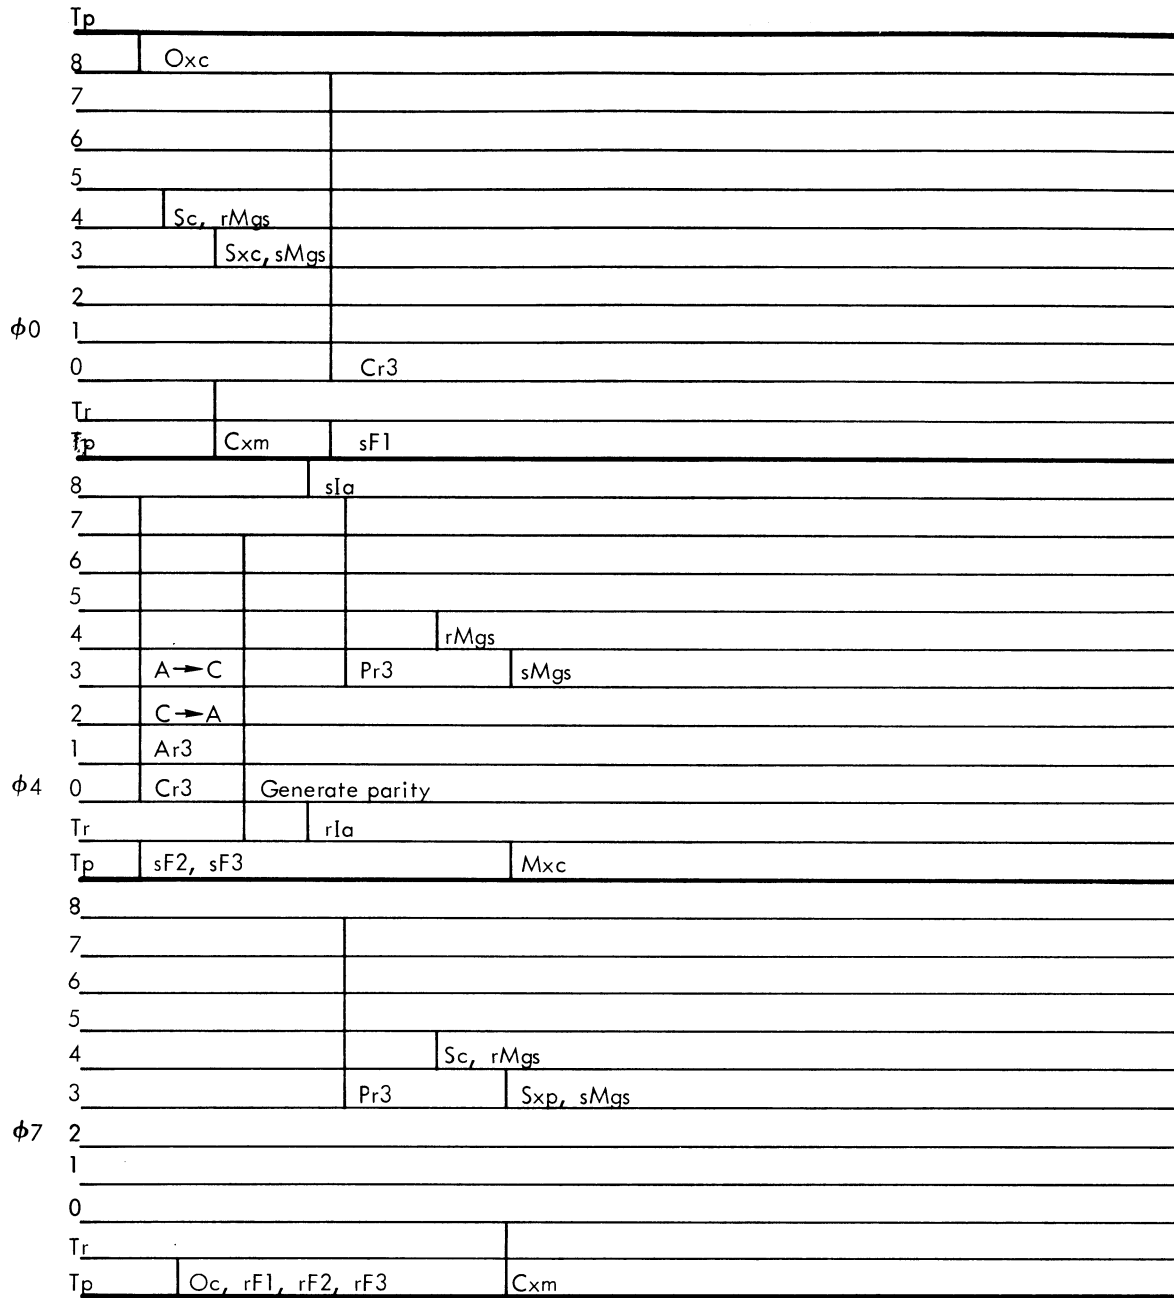 Tp
8 Oxc
7
6
5
4 Sc, rMgs
3 Sxc, sMgs
2
φ0 1
0 Cr3
Tr
Tp Cxm sF1
8 sIa
7
6
5
4 rMgs
3 A→C Pr3 sMgs
2 C→A
1 Ar3
φ4 0 Cr3 Generate parity
Tr rIa
Tp sF2, sF3 Mxc
8
7
6
5
4 Sc, rMgs
3 Pr3 Sxp, sMgs
φ7 2
1
0
Tr
Tp Oc, rF1, rF2, rF3 Cxm